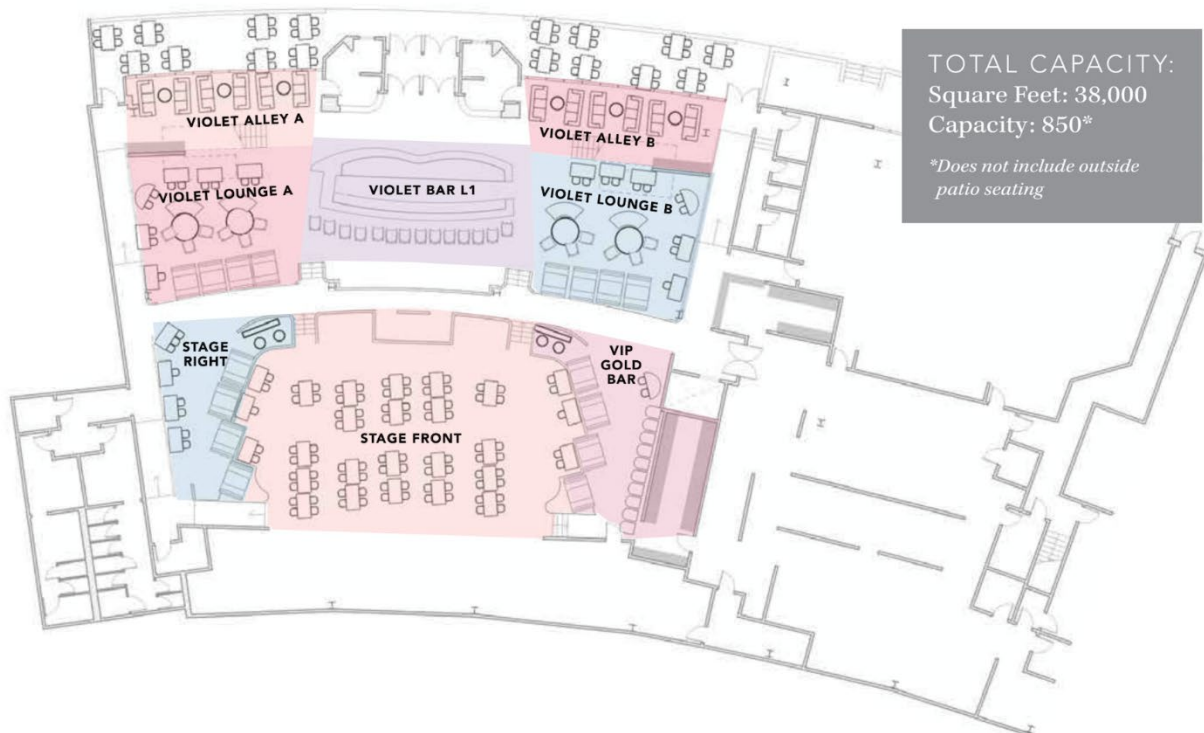 TOTAL CAPACITY:
Square Feet: 38,000
Capacity: 850*
*Does not include outside
patio seating
VIOLET ALLEY A
VIOLET ALLEY B
VIOLET LOUNGE A
VIOLET BAR L1
VIOLET LOUNGE B
STAGE
RIGHT
VIP
GOLD
BAR
STAGE FRONT